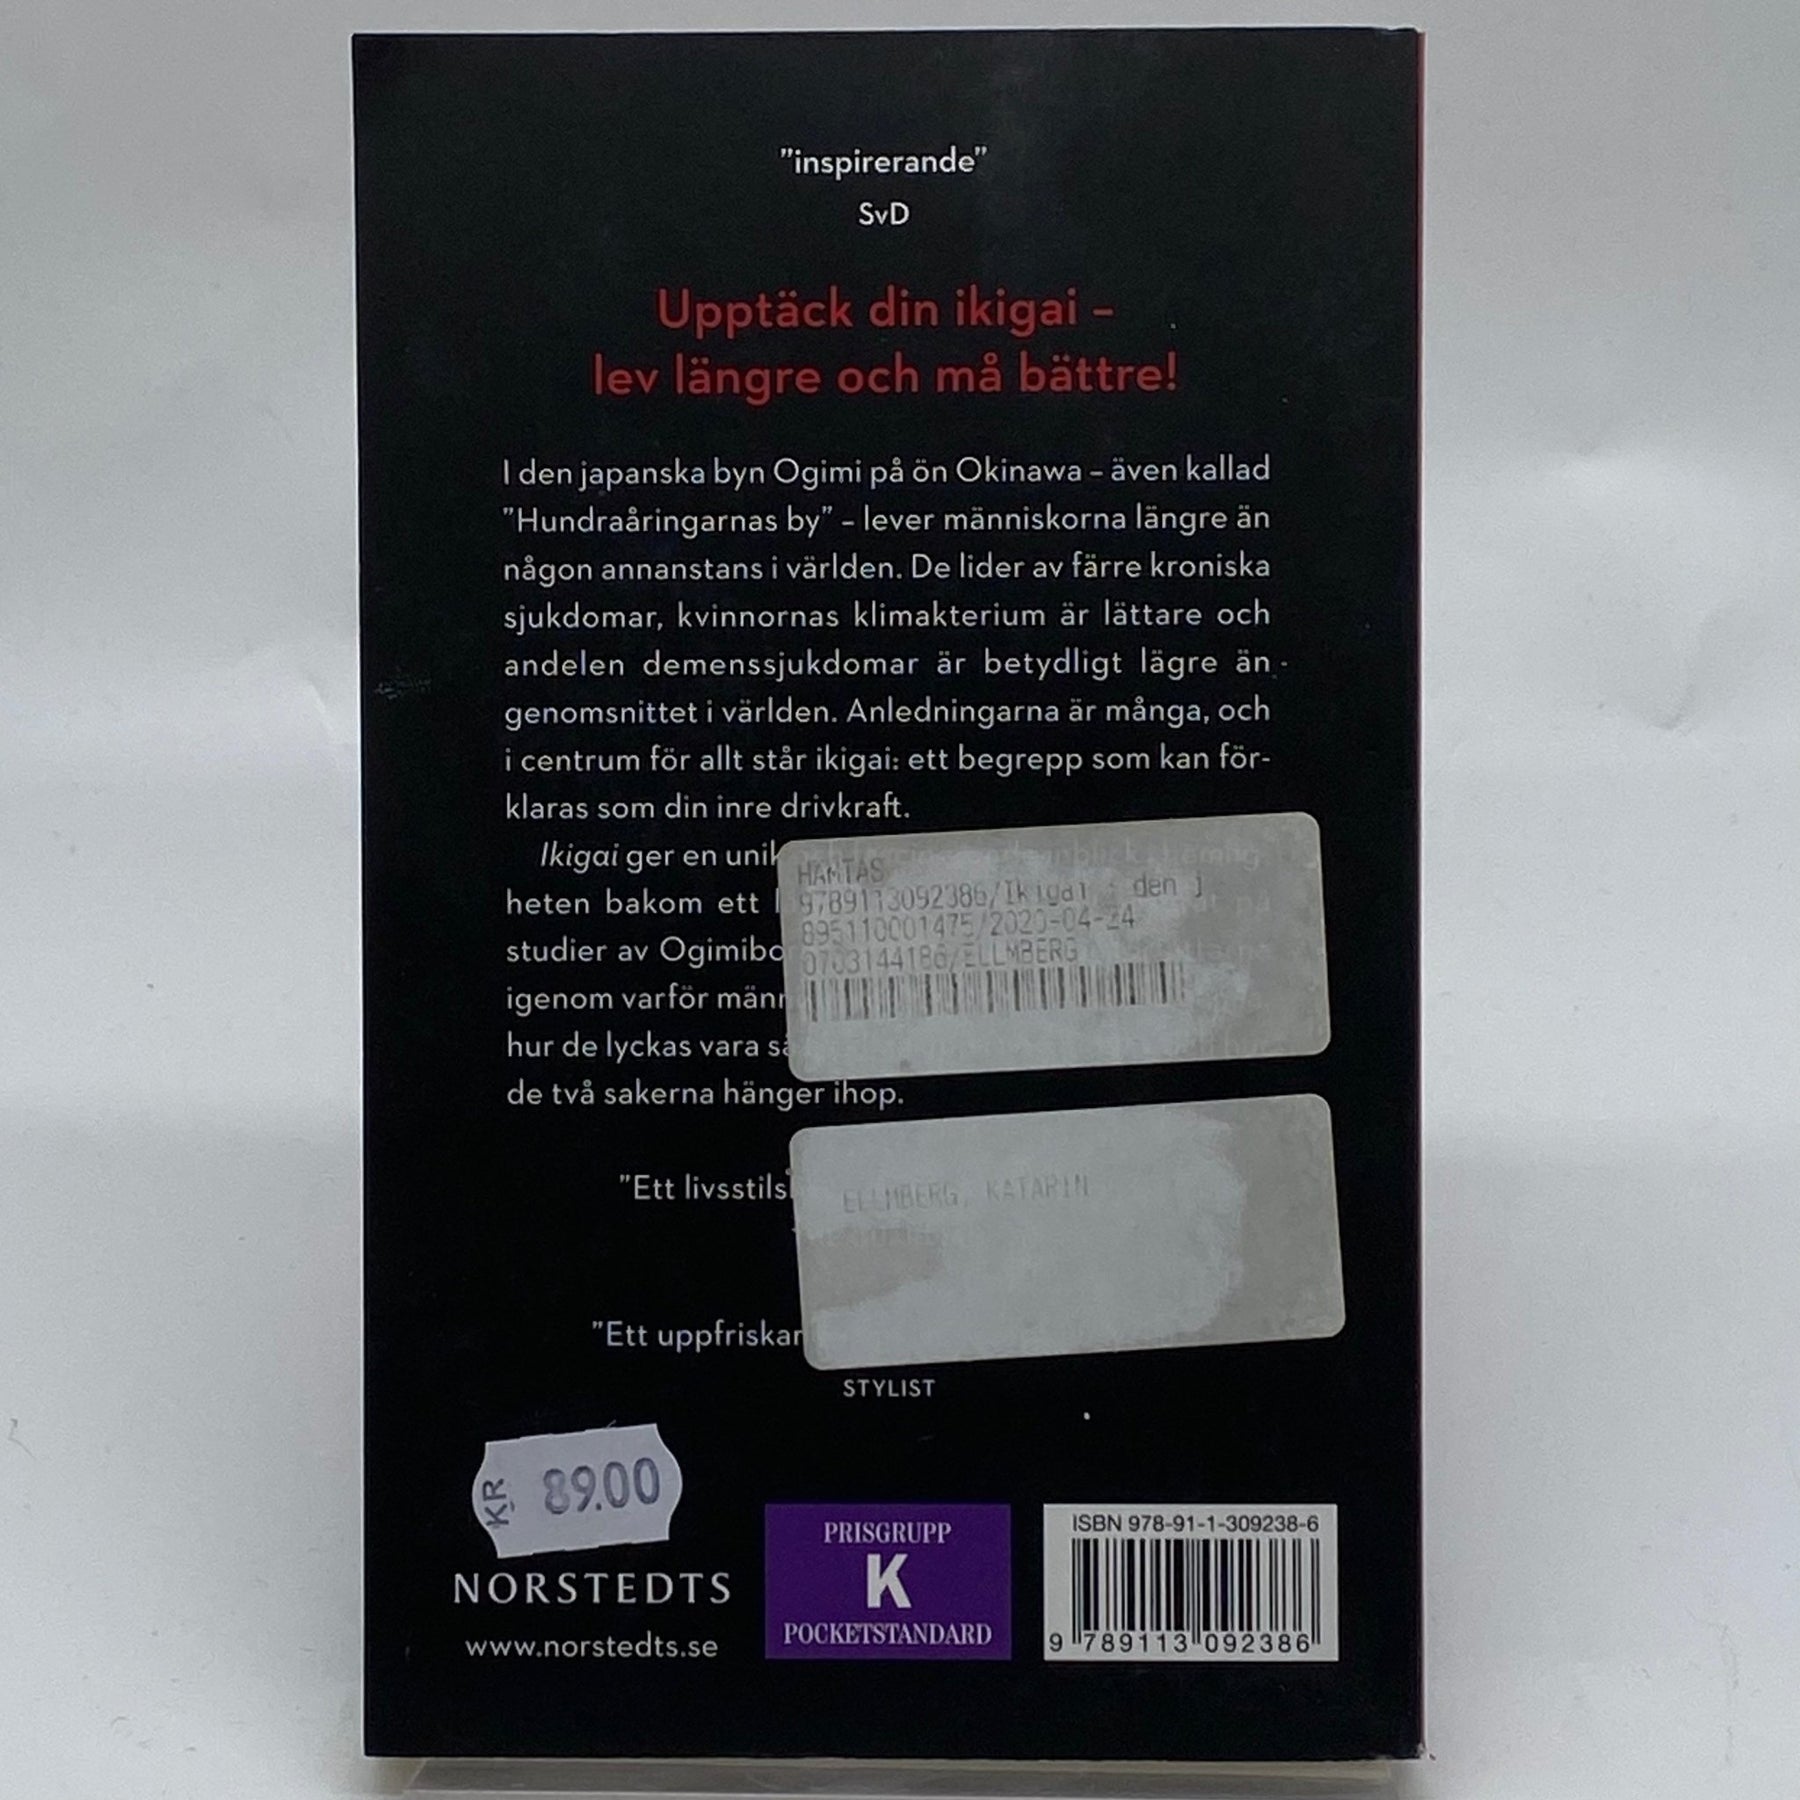 "inspirerande"
SvD
Upptäck din ikigai –
lev längre och må bättre!
I den japanska byn Ogimi på ön Okinawa – även kallad
"Hundraåringarnas by" – lever människorna längre än
någon annanstans i världen. De lider av färre kroniska
sjukdomar, kvinnornas klimakterium är lättare och
andelen demenssjukdomar är betydligt lägre än
genomsnittet i världen. Anledningarna är många, och
i centrum för allt står ikigai: ett begrepp som kan för-
klaras som din inre drivkraft.
Ikigai ger en unik
heten bakom ett
studier av Ogimibo
igenom varför männ
hur de lyckas vara så
de två sakerna hänger ihop.
HÄMTAS
9789113092386/Ikigai : den j
895110001475/2020-04-24
0703144186/ELLMBERG
"Ett livsstils
ELLMBERG, KATARIN
"Ett uppfriskan
STYLIST
KR 89.00
NORSTEDTS
www.norstedts.se
PRISGRUPP
K
POCKETSTANDARD
ISBN 978-91-1-309238-6
9 789113 092386